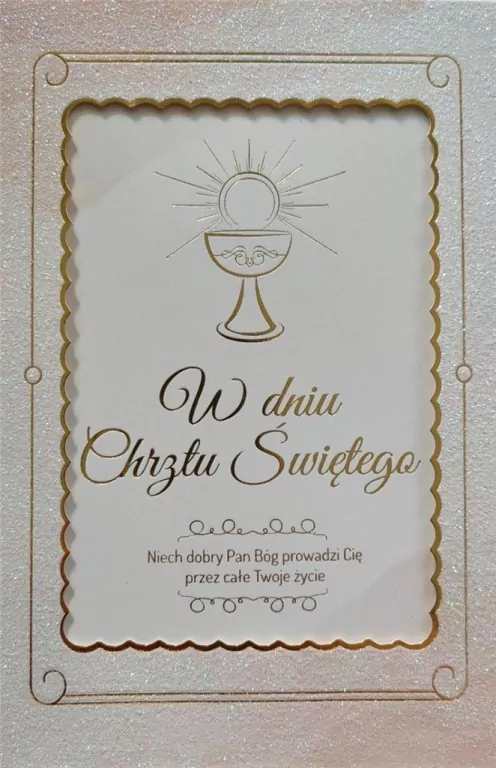 W dniu
Chrztu Świętego
Niech dobry Pan Bóg prowadzi Cię
przez całe Twoje życie